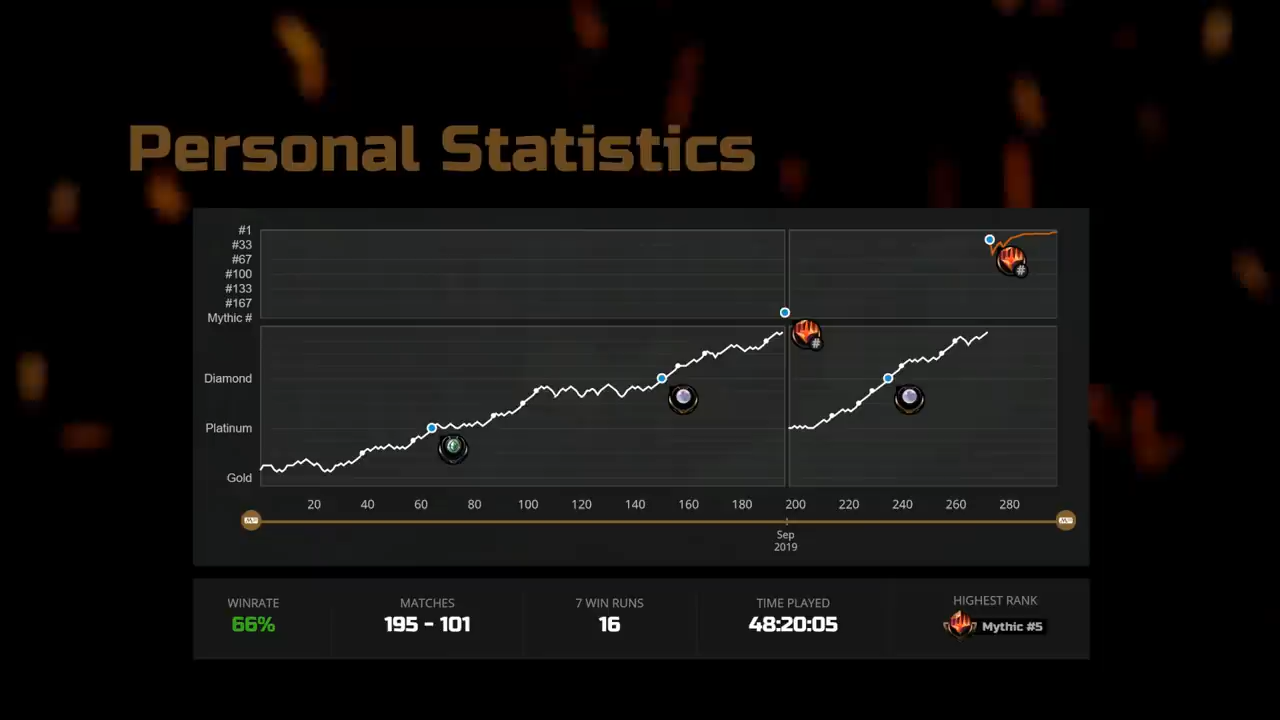 Personal Statistics
#1
#33
#67
#100
#133
#167
Mythic #
Diamond
Platinum
Gold
#
#
20 40 60 80 100 120 140 160 180 200 220 240 260 280
Sep
2019
WINRATE MATCHES 7 WIN RUNS TIME PLAYED HIGHEST RANK
66% 195 - 101 16 48:20:05 Mythic #5